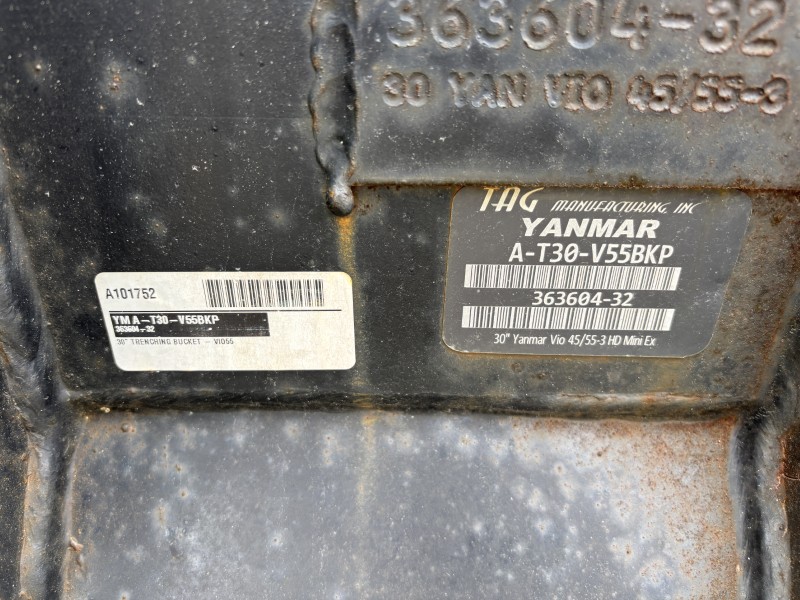 363604-32
30 YAN VIO 45/55-3
TAG MANUFACTURING, INC
YANMAR
A-T30-V55BKP
363604-32
30" Yanmar Vio 45/55-3 HD Mini Ex
A101752
YM A-T30-V55BKP
363604-32
30" TRENCHING BUCKET - VIO55